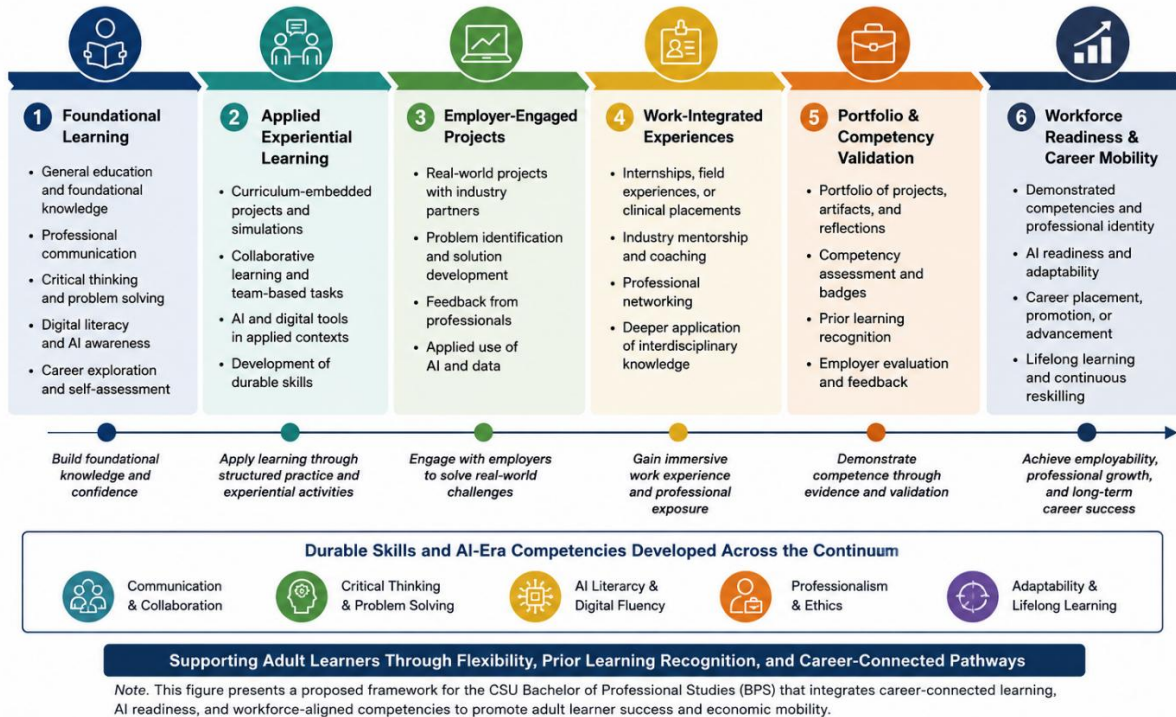 1 Foundational
Learning
• General education
and foundational
knowledge
• Professional
communication
• Critical thinking
and problem solving
• Digital literacy
and AI awareness
• Career exploration
and self-assessment
2 Applied
Experiential
Learning
• Curriculum-embedded
projects and
simulations
• Collaborative
learning and
team-based tasks
• AI and digital tools
in applied contexts
• Development of
durable skills
3 Employer-Engaged
Projects
• Real-world projects
with industry
partners
• Problem identification
and solution
development
• Feedback from
professionals
• Applied use of
AI and data
4 Work-Integrated
Experiences
• Internships, field
experiences, or
clinical placements
• Industry mentorship
and coaching
• Professional
networking
• Deeper application
of interdisciplinary
knowledge
5 Portfolio &
Competency
Validation
• Portfolio of projects,
artifacts, and
reflections
• Competency
assessment and
badges
• Prior learning
recognition
• Employer evaluation
and feedback
6 Workforce
Readiness &
Career Mobility
• Demonstrated
competencies and
professional identity
• AI readiness and
adaptability
• Career placement,
promotion, or
advancement
• Lifelong learning
and continuous
reskilling
Build foundational
knowledge and
confidence
Apply learning through
structured practice and
experiential activities
Engage with employers
to solve real-world
challenges
Gain immersive
work experience
and professional
exposure
Demonstrate
competence through
evidence and validation
Achieve employability,
professional growth,
and long-term
career success
Durable Skills and AI-Era Competencies Developed Across the Continuum
Communication
& Collaboration
Critical Thinking
& Problem Solving
AI Literarcy &
Digital Fluency
Professionalism
& Ethics
Adaptability &
Lifelong Learning
Supporting Adult Learners Through Flexibility, Prior Learning Recognition, and Career-Connected Pathways
Note. This figure presents a proposed framework for the CSU Bachelor of Professional Studies (BPS) that integrates career-connected learning,
AI readiness, and workforce-aligned competencies to promote adult learner success and economic mobility.